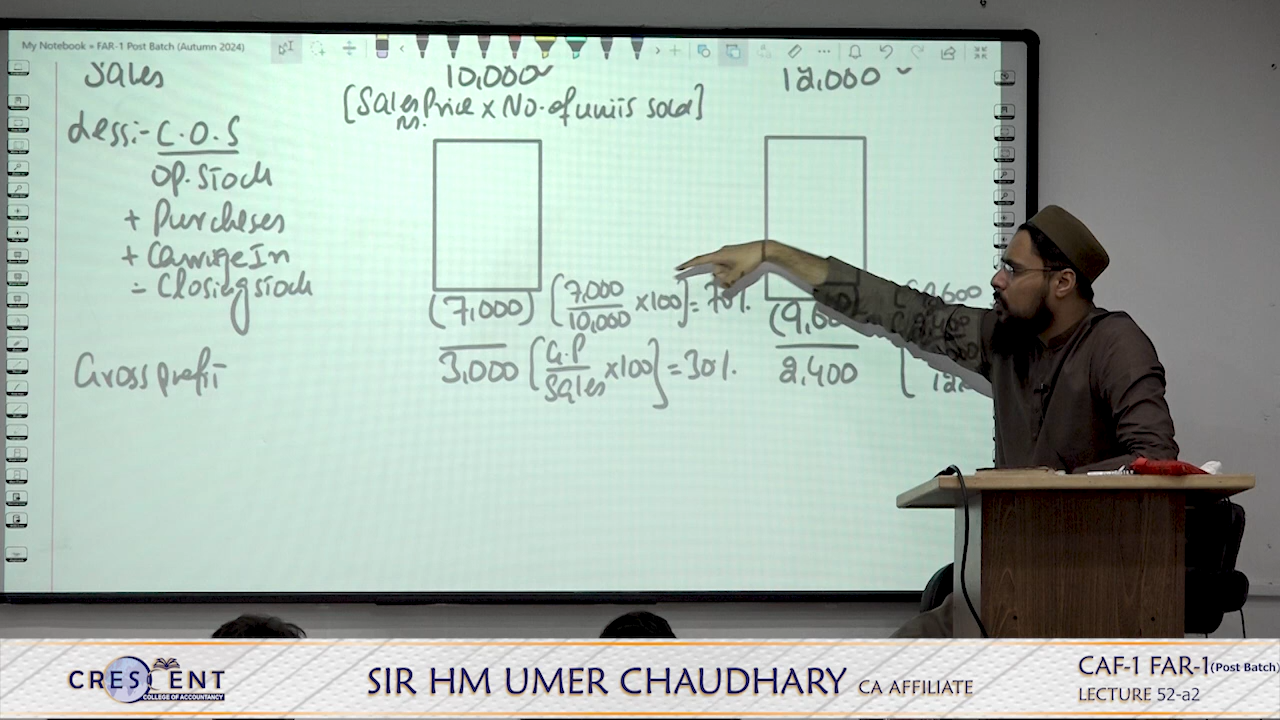 My Notebook » FAR-1 Post Batch (Autumn 2024)
Sales 10,000 12,000
[Sales Price × No. of units sold]
Less:- C.O.S
Op. Stock
+ Purchases
+ Carriage In
- Closing stock
(7,000) [7,000/10,000 ×100] = 70%.
Gross profit 3,000 [G.P/Sales ×100] = 30%. 2,400
CRESCENT
COLLEGE OF ACCOUNTANCY
SIR HM UMER CHAUDHARY CA AFFILIATE
CAF-1 FAR-1 (Post Batch)
LECTURE 52-a2